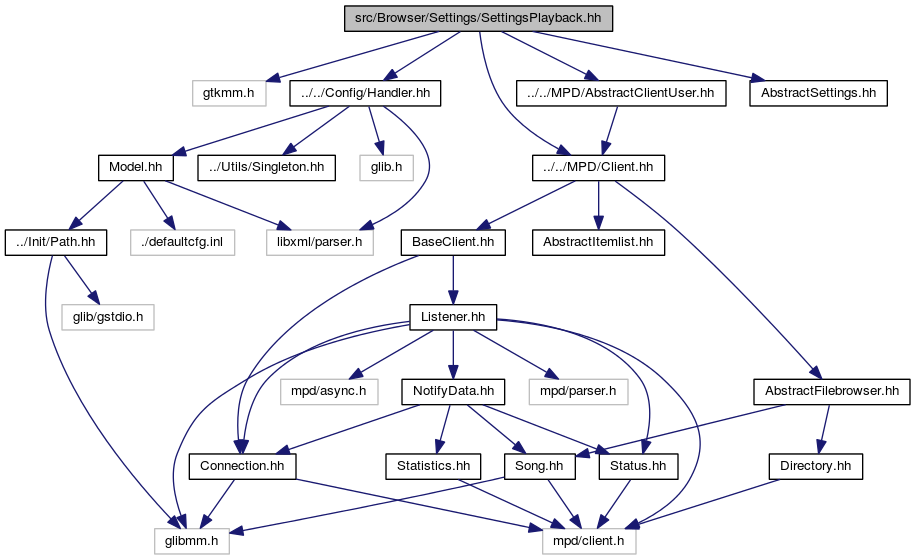 src/Browser/Settings/SettingsPlayback.hh
gtkmm.h
../../Config/Handler.hh
../../MPD/AbstractClientUser.hh
AbstractSettings.hh
Model.hh
../Utils/Singleton.hh
glib.h
../../MPD/Client.hh
../Init/Path.hh
./defaultcfg.inl
libxml/parser.h
BaseClient.hh
AbstractItemlist.hh
glib/gstdio.h
Listener.hh
mpd/async.h
NotifyData.hh
mpd/parser.h
AbstractFilebrowser.hh
Connection.hh
Statistics.hh
Song.hh
Status.hh
Directory.hh
glibmm.h
mpd/client.h